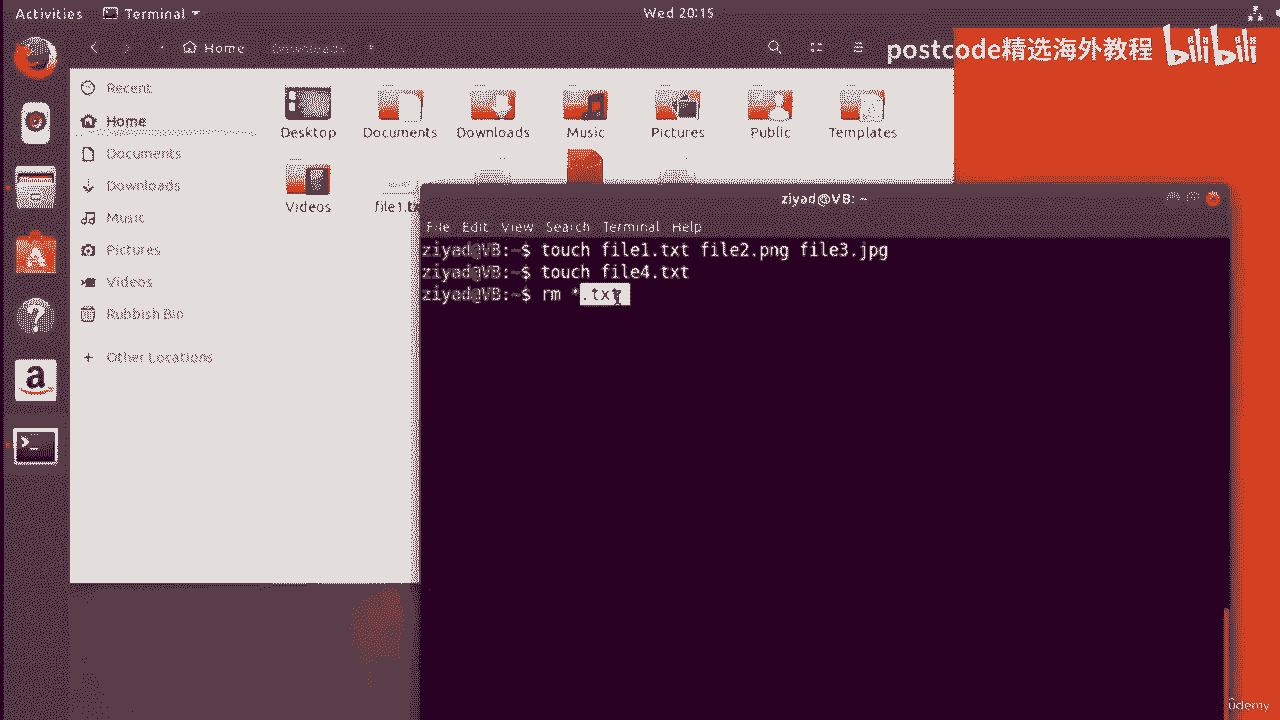 Activities Terminal Wed 20:15
Home Downloads
postcode精选海外教程 bilibili
Recent
Home
Documents
Downloads
Music
Pictures
Videos
Rubbish Bin
Other Locations
Desktop Documents Downloads Music Pictures Public Templates
Videos file1.tx
ziyad@VB: ~
File Edit View Search Terminal Help
ziyad@VB:~$ touch file1.txt file2.png file3.jpg
ziyad@VB:~$ touch file4.txt
ziyad@VB:~$ rm *.txt
ûdemy